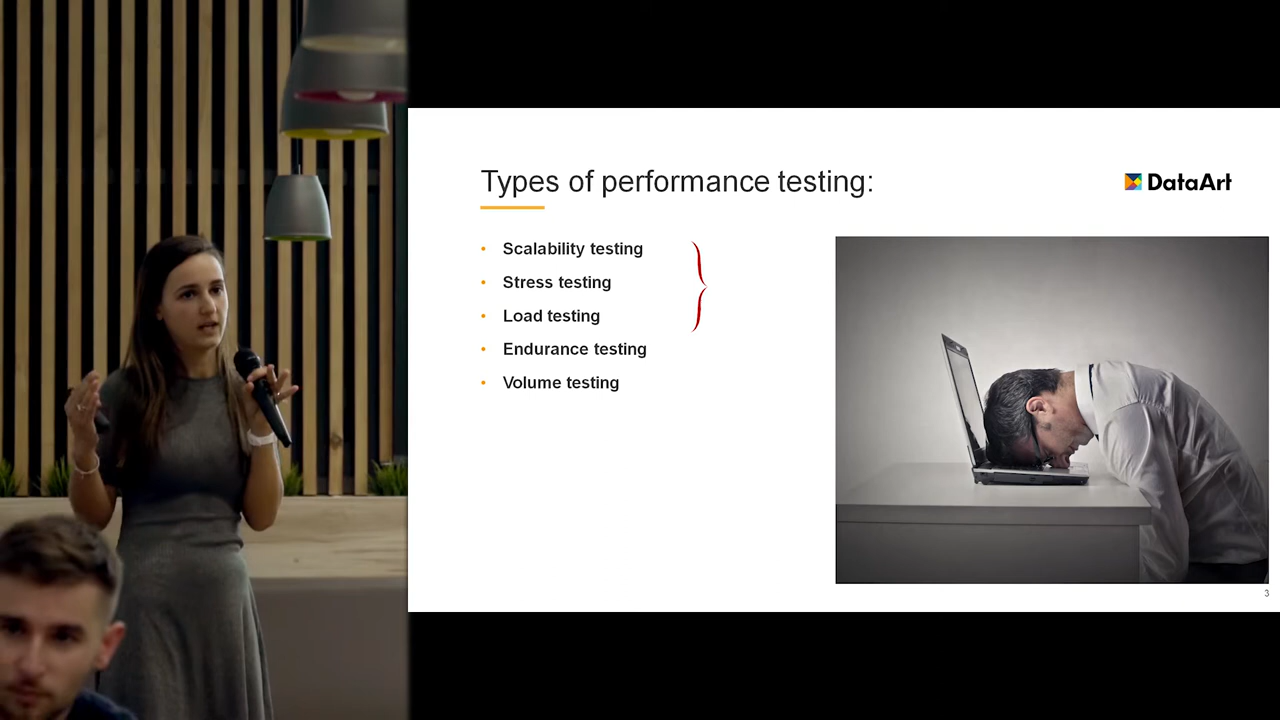 Types of performance testing:
DataArt
• Scalability testing
• Stress testing
• Load testing
• Endurance testing
• Volume testing
3